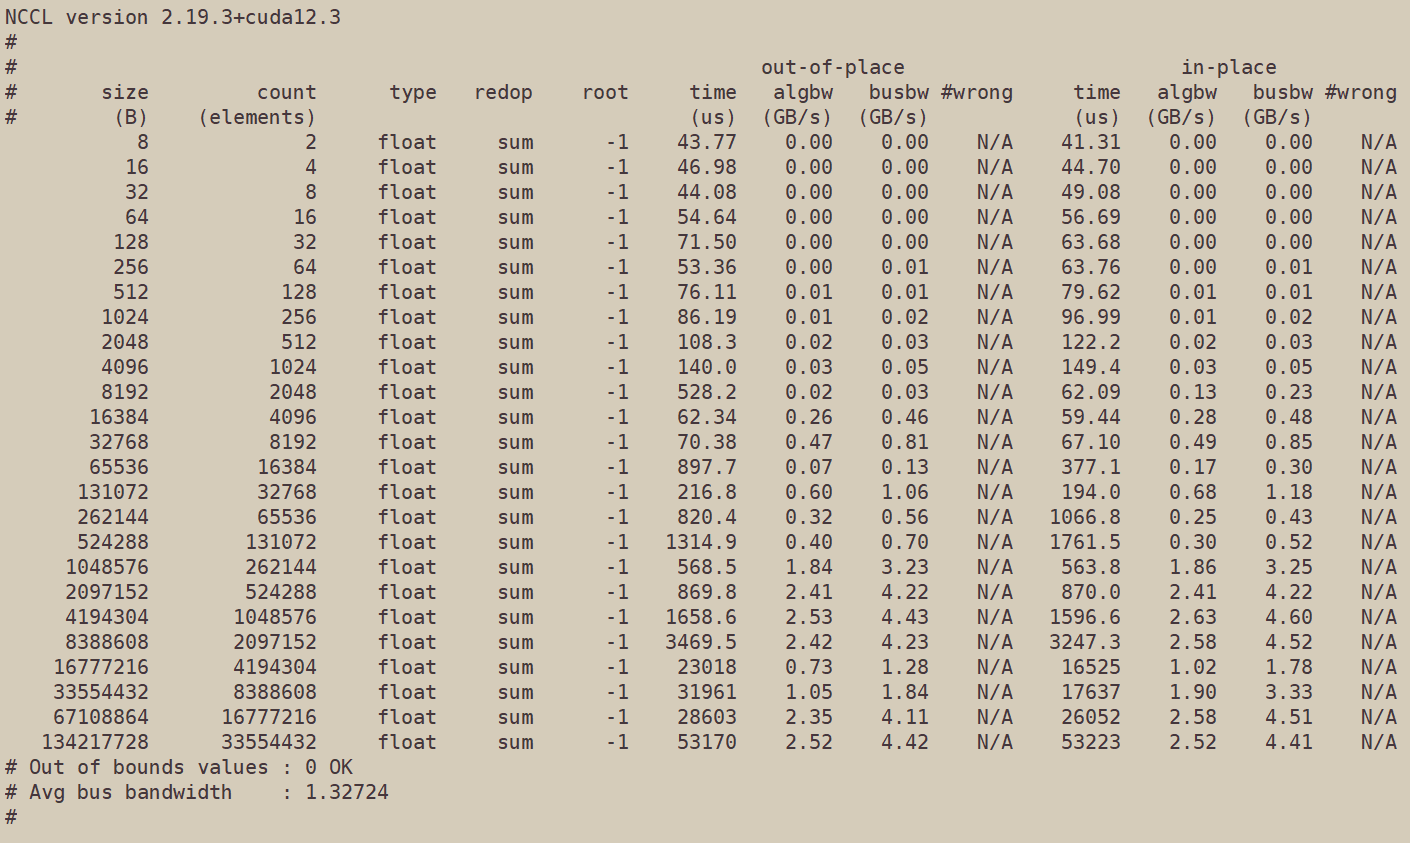 NCCL version 2.19.3+cuda12.3
#
# out-of-place in-place
# size count type redop root time algbw busbw #wrong time algbw busbw #wrong
# (B) (elements) (us) (GB/s) (GB/s) (us) (GB/s) (GB/s)
8 2 float sum -1 43.77 0.00 0.00 N/A 41.31 0.00 0.00 N/A
16 4 float sum -1 46.98 0.00 0.00 N/A 44.70 0.00 0.00 N/A
32 8 float sum -1 44.08 0.00 0.00 N/A 49.08 0.00 0.00 N/A
64 16 float sum -1 54.64 0.00 0.00 N/A 56.69 0.00 0.00 N/A
128 32 float sum -1 71.50 0.00 0.00 N/A 63.68 0.00 0.00 N/A
256 64 float sum -1 53.36 0.00 0.01 N/A 63.76 0.00 0.01 N/A
512 128 float sum -1 76.11 0.01 0.01 N/A 79.62 0.01 0.01 N/A
1024 256 float sum -1 86.19 0.01 0.02 N/A 96.99 0.01 0.02 N/A
2048 512 float sum -1 108.3 0.02 0.03 N/A 122.2 0.02 0.03 N/A
4096 1024 float sum -1 140.0 0.03 0.05 N/A 149.4 0.03 0.05 N/A
8192 2048 float sum -1 528.2 0.02 0.03 N/A 62.09 0.13 0.23 N/A
16384 4096 float sum -1 62.34 0.26 0.46 N/A 59.44 0.28 0.48 N/A
32768 8192 float sum -1 70.38 0.47 0.81 N/A 67.10 0.49 0.85 N/A
65536 16384 float sum -1 897.7 0.07 0.13 N/A 377.1 0.17 0.30 N/A
131072 32768 float sum -1 216.8 0.60 1.06 N/A 194.0 0.68 1.18 N/A
262144 65536 float sum -1 820.4 0.32 0.56 N/A 1066.8 0.25 0.43 N/A
524288 131072 float sum -1 1314.9 0.40 0.70 N/A 1761.5 0.30 0.52 N/A
1048576 262144 float sum -1 568.5 1.84 3.23 N/A 563.8 1.86 3.25 N/A
2097152 524288 float sum -1 869.8 2.41 4.22 N/A 870.0 2.41 4.22 N/A
4194304 1048576 float sum -1 1658.6 2.53 4.43 N/A 1596.6 2.63 4.60 N/A
8388608 2097152 float sum -1 3469.5 2.42 4.23 N/A 3247.3 2.58 4.52 N/A
16777216 4194304 float sum -1 23018 0.73 1.28 N/A 16525 1.02 1.78 N/A
33554432 8388608 float sum -1 31961 1.05 1.84 N/A 17637 1.90 3.33 N/A
67108864 16777216 float sum -1 28603 2.35 4.11 N/A 26052 2.58 4.51 N/A
134217728 33554432 float sum -1 53170 2.52 4.42 N/A 53223 2.52 4.41 N/A
# Out of bounds values : 0 OK
# Avg bus bandwidth : 1.32724
#